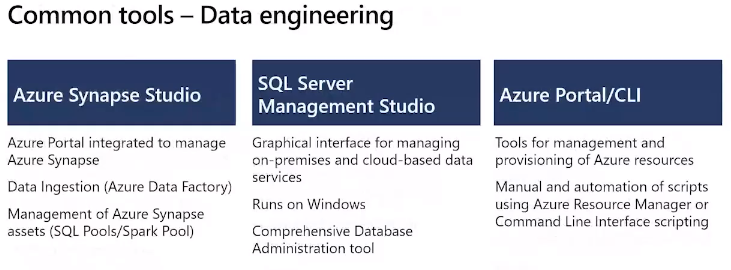 Common tools – Data engineering
Azure Synapse Studio
Azure Portal integrated to manage
Azure Synapse
Data Ingestion (Azure Data Factory)
Management of Azure Synapse
assets (SQL Pools/Spark Pool)
SQL Server
Management Studio
Graphical interface for managing
on-premises and cloud-based data
services
Runs on Windows
Comprehensive Database
Administration tool
Azure Portal/CLI
Tools for management and
provisioning of Azure resources
Manual and automation of scripts
using Azure Resource Manager or
Command Line Interface scripting